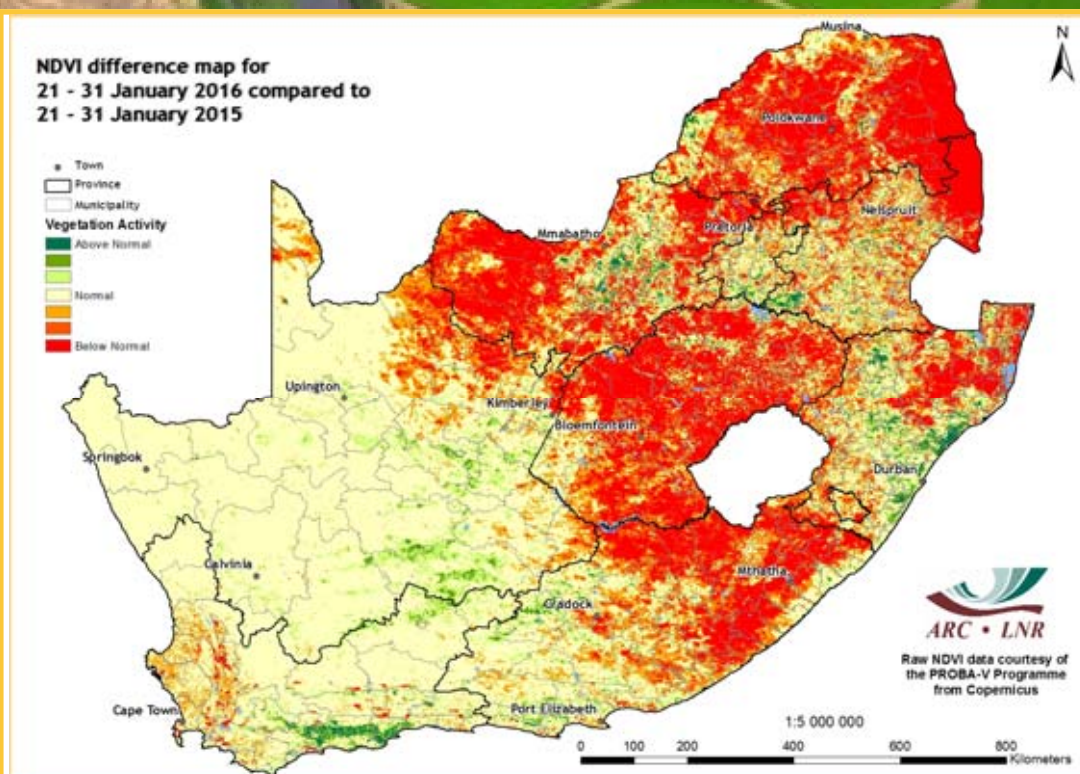 NDVI difference map for
21 - 31 January 2016 compared to
21 - 31 January 2015
Town
Province
Municipality
Vegetation Activity
Above Normal
Normal
Below Normal
N
Musina
Polokwane
Nelspruit
Pretoria
Mmabatho
Upington
Kimberley
Bloemfontein
Springbok
Durban
Calvinia
Mthatha
Cradock
Cape Town
Port Elizabeth
ARC • LNR
Raw NDVI data courtesy of
the PROBA-V Programme
from Copernicus
1:5 000 000
0 100 200 400 600 800
Kilometers